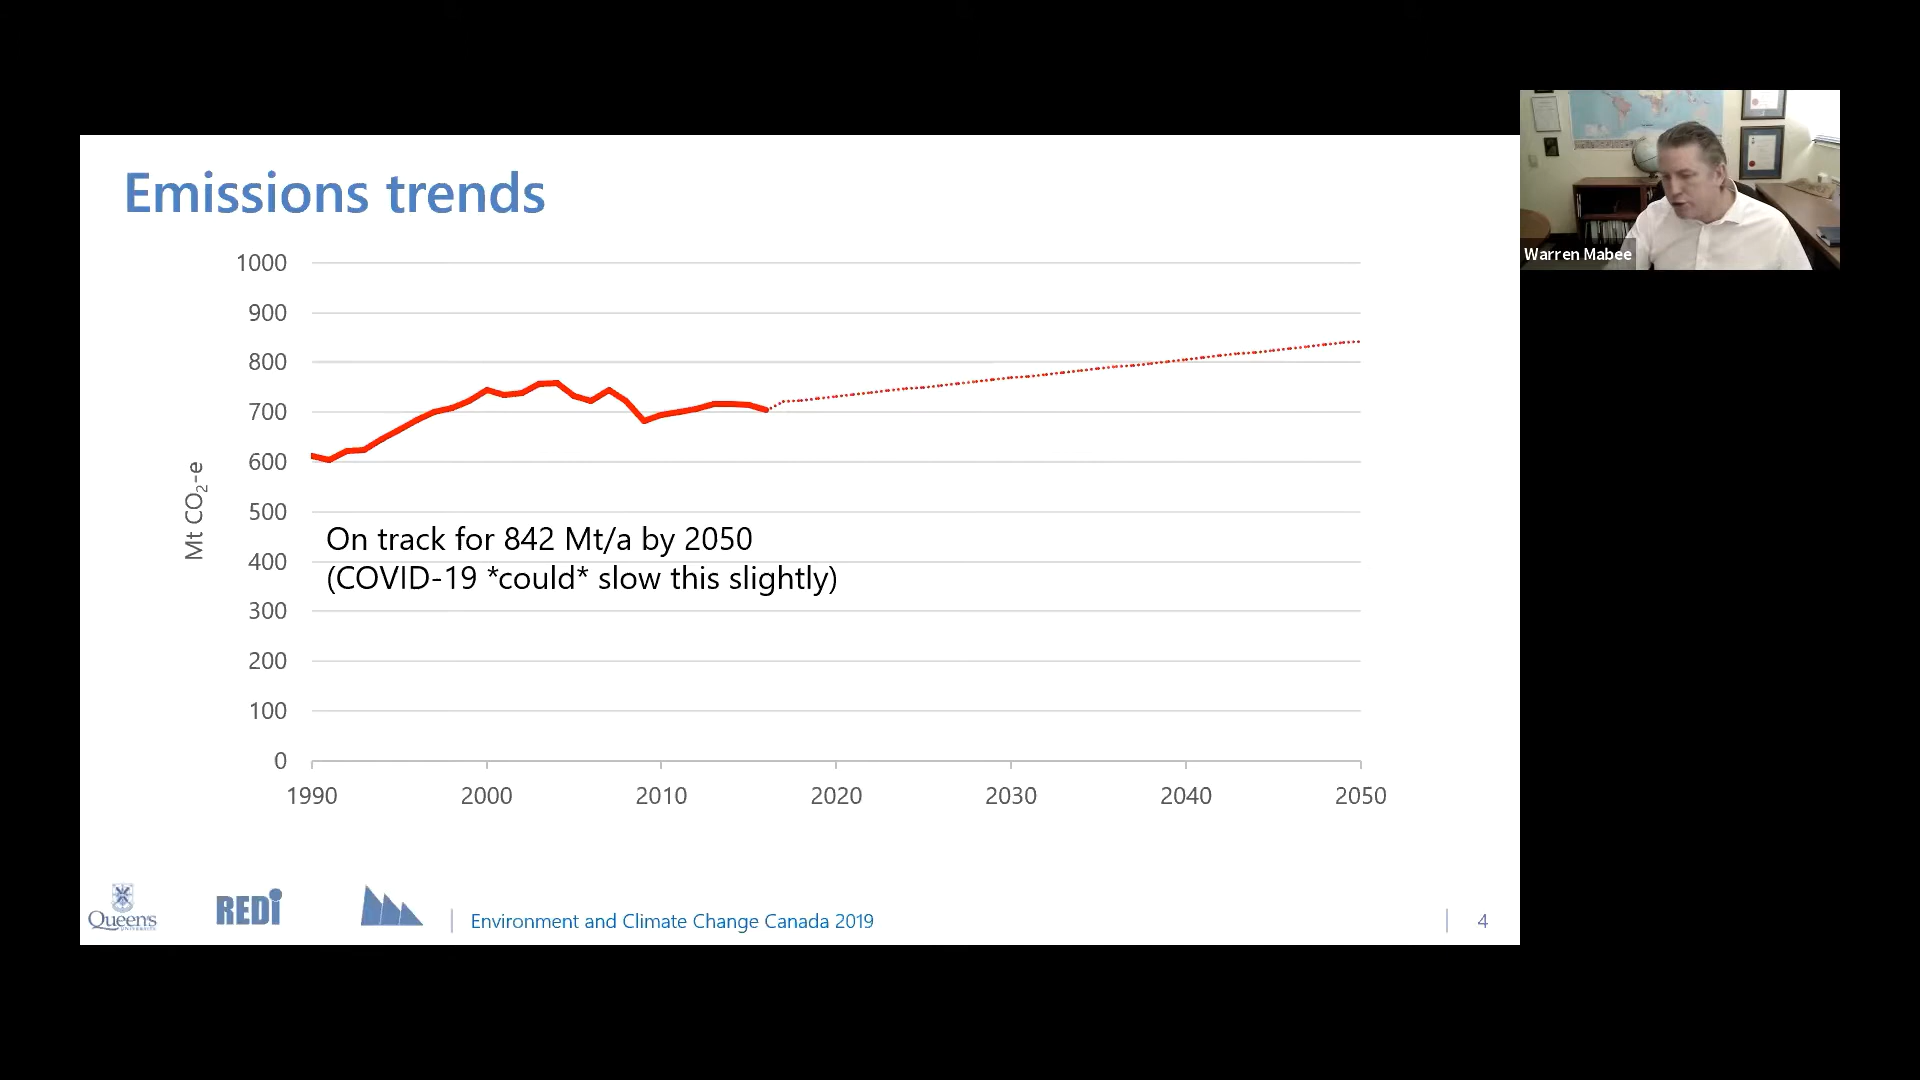 Emissions trends
1000
900
800
700
600
500
400
300
200
100
0
Mt CO₂-e
On track for 842 Mt/a by 2050
(COVID-19 *could* slow this slightly)
1990 2000 2010 2020 2030 2040 2050
Queen's
UNIVERSITY
REDi
Environment and Climate Change Canada 2019
4
Warren Mabee